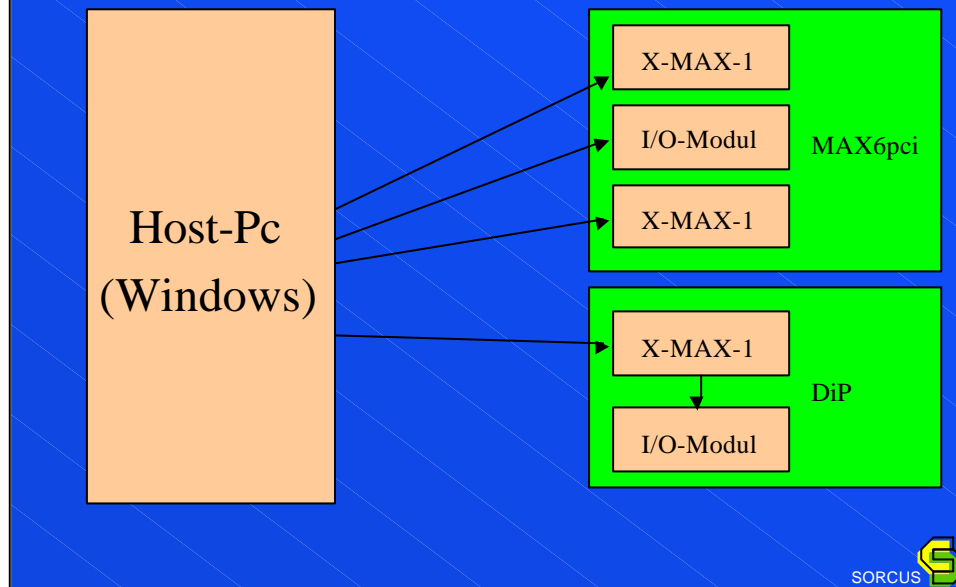 Host-Pc
(Windows)
X-MAX-1
I/O-Modul
X-MAX-1
MAX6pci
X-MAX-1
I/O-Modul
DiP
SORCUS